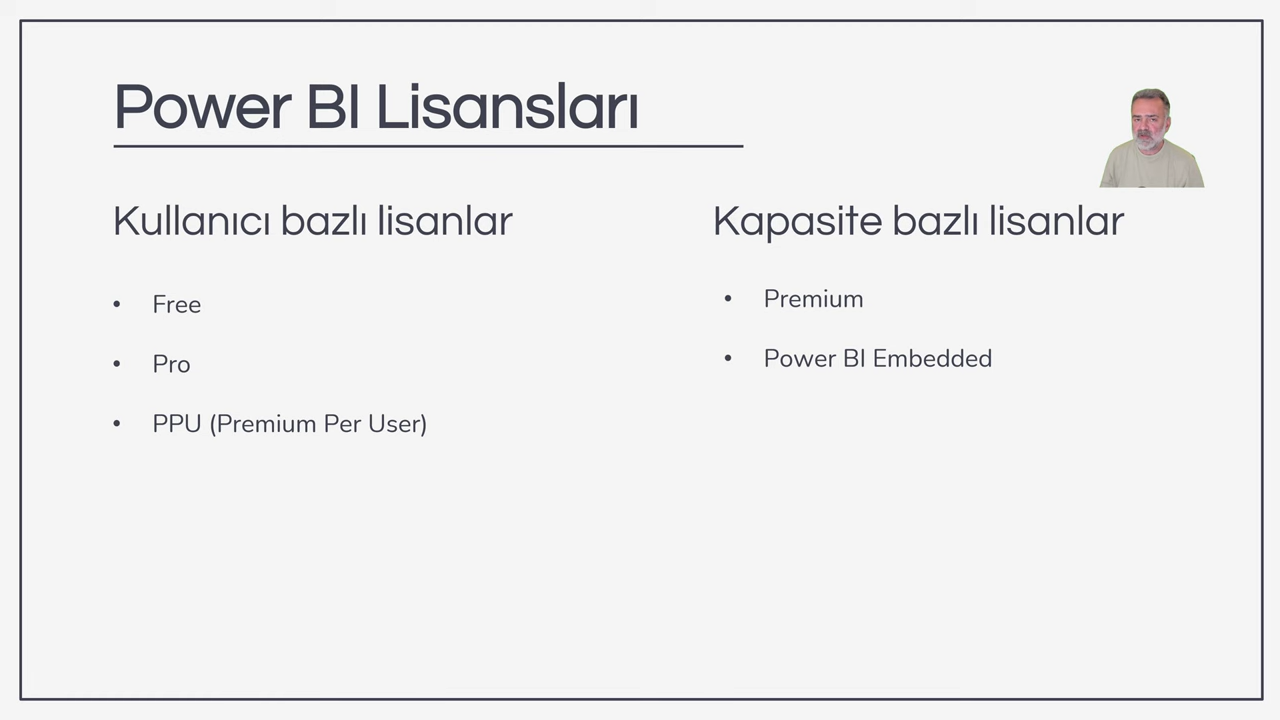 Power BI Lisansları
Kullanıcı bazlı lisanlar
Free
Pro
PPU (Premium Per User)
Kapasite bazlı lisanlar
Premium
Power BI Embedded